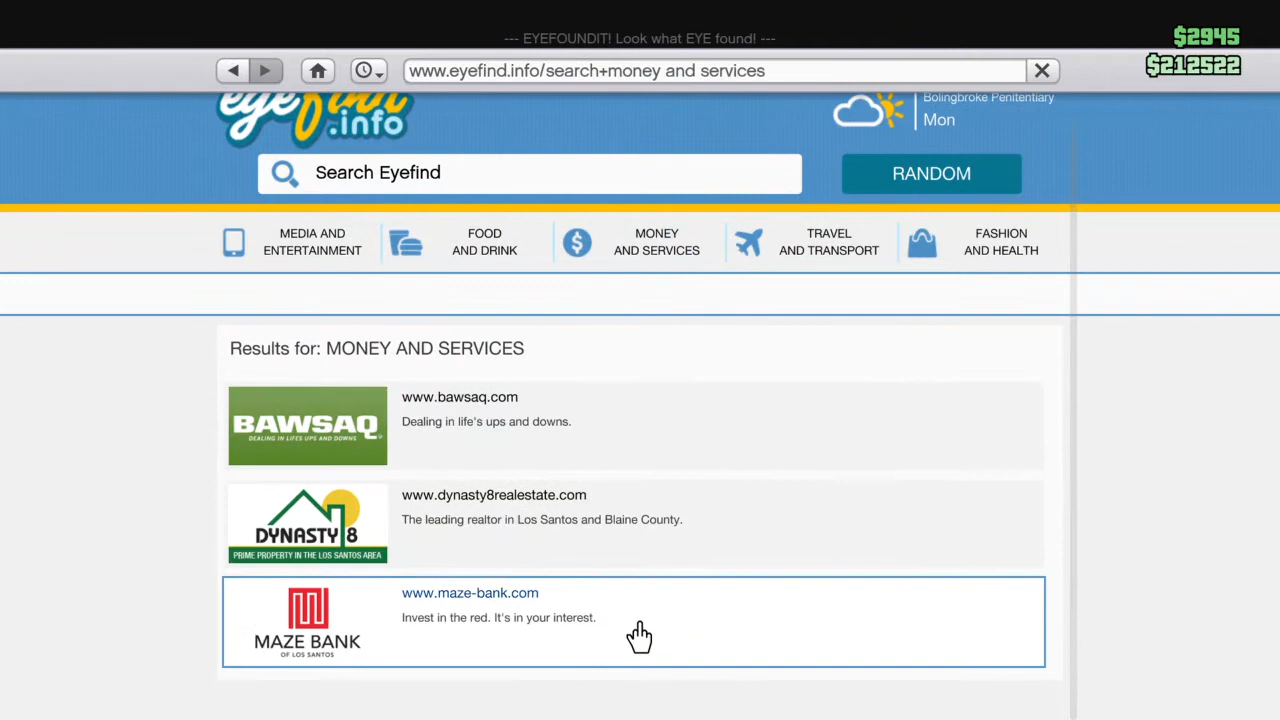 --- EYEFOUNDIT! Look what EYE found! ---
$2945
$212522
www.eyefind.info/search+money and services
eyefind
.info
Bolingbroke Penitentiary
Mon
Search Eyefind
RANDOM
MEDIA AND
ENTERTAINMENT
FOOD
AND DRINK
MONEY
AND SERVICES
TRAVEL
AND TRANSPORT
FASHION
AND HEALTH
Results for: MONEY AND SERVICES
BAWSAQ
DEALING IN LIFES UPS AND DOWNS
www.bawsaq.com
Dealing in life's ups and downs.
DYNASTY 8
PRIME PROPERTY IN THE LOS SANTOS AREA
www.dynasty8realestate.com
The leading realtor in Los Santos and Blaine County.
MAZE BANK
OF LOS SANTOS
www.maze-bank.com
Invest in the red. It's in your interest.